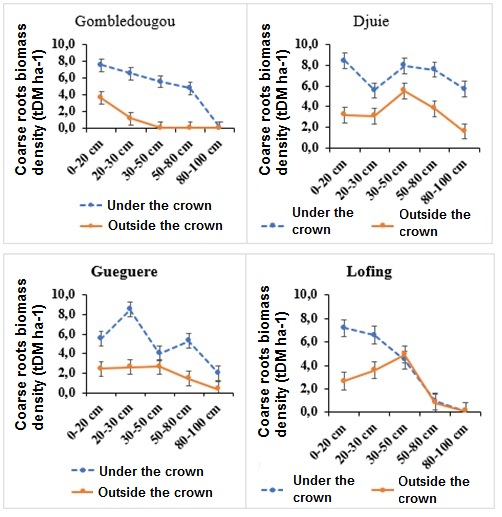 Gombledougou
Coarse roots biomass
density (tDM ha-1)
10,0
8,0
6,0
4,0
2,0
0,0
0-20 cm
20-30 cm
30-50 cm
50-80 cm
80-100 cm
Under the crown
Outside the crown
Djuie
Coarse roots biomass
density (tDM ha-1)
10,0
8,0
6,0
4,0
2,0
0,0
0-20 cm
20-30 cm
30-50 cm
50-80 cm
80-100 cm
Under the
crown
Outside the
crown
Gueguere
Coarse roots biomass
density (tDM ha-1)
10,0
8,0
6,0
4,0
2,0
0,0
0-20 cm
20-30 cm
30-50 cm
50-80 cm
80-100 cm
Under the crown
Outside the crown
Lofing
Coarse roots biomass
density (tDM ha-1)
10,0
8,0
6,0
4,0
2,0
0,0
0-20 cm
20-30 cm
30-50 cm
50-80 cm
80-100 cm
Under the
crown
Outside the
crown